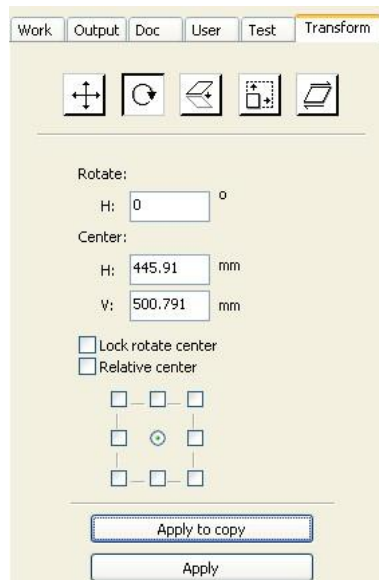 Work Output Doc User Test Transform
Rotate:
H: 0 °
Center:
H: 445.91 mm
V: 500.791 mm
Lock rotate center
Relative center
Apply to copy
Apply